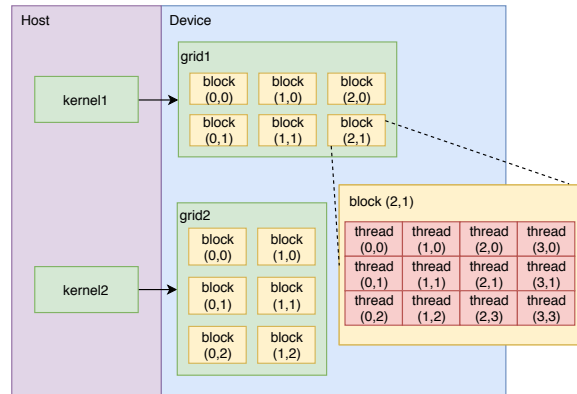 Host
Device
grid1
kernel1
block
(0,0)
block
(1,0)
block
(2,0)
block
(0,1)
block
(1,1)
block
(2,1)
block (2,1)
thread
(0,0)
thread
(1,0)
thread
(2,0)
thread
(3,0)
thread
(0,1)
thread
(1,1)
thread
(2,1)
thread
(3,1)
thread
(0,2)
thread
(1,2)
thread
(2,3)
thread
(3,3)
grid2
kernel2
block
(0,0)
block
(1,0)
block
(0,1)
block
(1,1)
block
(0,2)
block
(1,2)